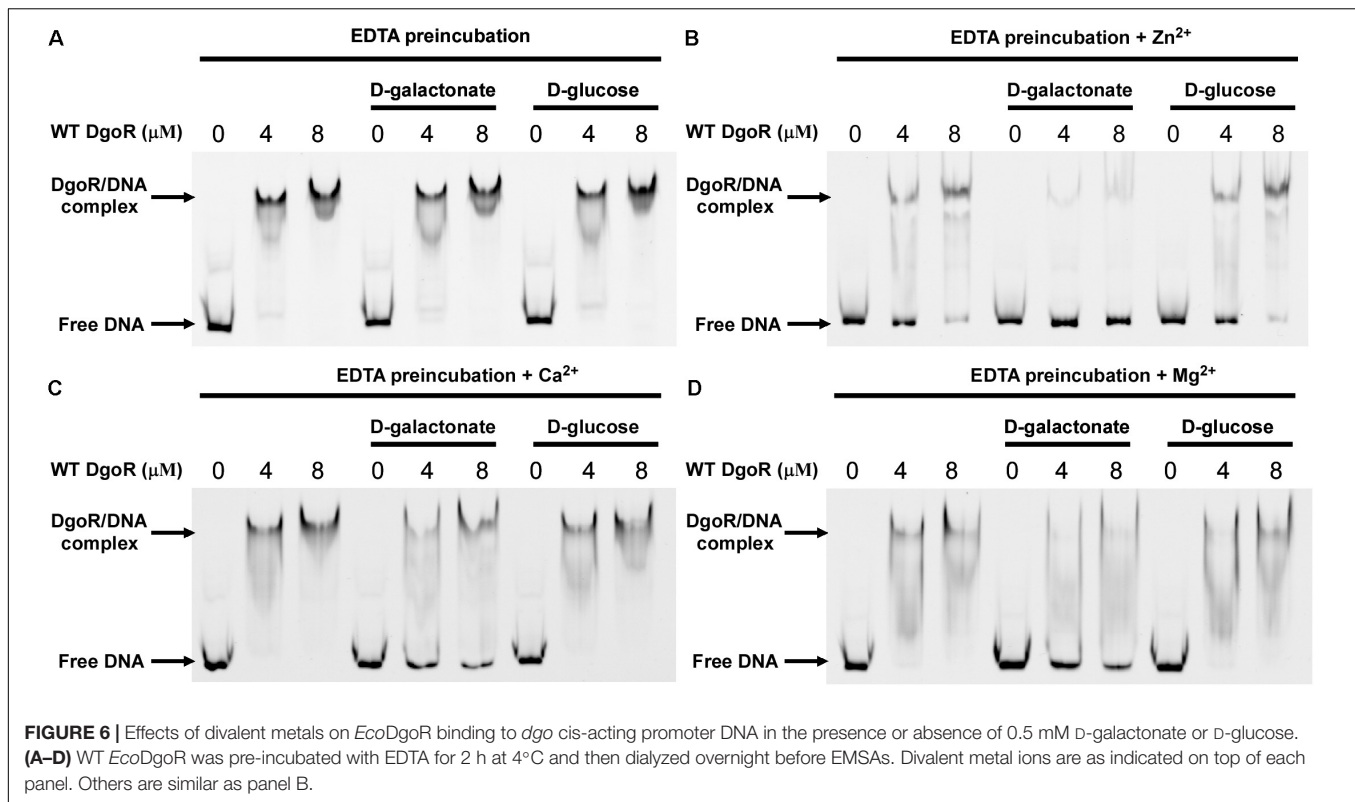 A
EDTA preincubation
D-galactonate D-glucose
WT DgoR (μM) 0 4 8 0 4 8 0 4 8
DgoR/DNA
complex
Free DNA
B
EDTA preincubation + Zn²⁺
D-galactonate D-glucose
WT DgoR (μM) 0 4 8 0 4 8 0 4 8
DgoR/DNA
complex
Free DNA
C
EDTA preincubation + Ca²⁺
D-galactonate D-glucose
WT DgoR (μM) 0 4 8 0 4 8 0 4 8
DgoR/DNA
complex
Free DNA
D
EDTA preincubation + Mg²⁺
D-galactonate D-glucose
WT DgoR (μM) 0 4 8 0 4 8 0 4 8
DgoR/DNA
complex
Free DNA
FIGURE 6 | Effects of divalent metals on EcoDgoR binding to dgo cis-acting promoter DNA in the presence or absence of 0.5 mM D-galactonate or D-glucose.
(A–D) WT EcoDgoR was pre-incubated with EDTA for 2 h at 4°C and then dialyzed overnight before EMSAs. Divalent metal ions are as indicated on top of each
panel. Others are similar as panel B.